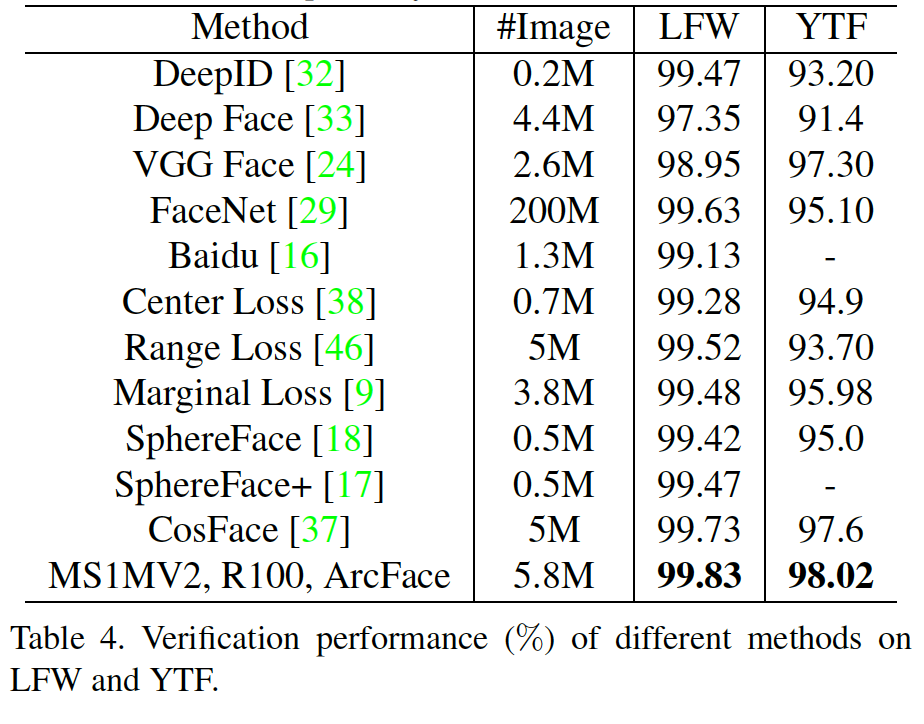 Method #Image LFW YTF
DeepID [32] 0.2M 99.47 93.20
Deep Face [33] 4.4M 97.35 91.4
VGG Face [24] 2.6M 98.95 97.30
FaceNet [29] 200M 99.63 95.10
Baidu [16] 1.3M 99.13 -
Center Loss [38] 0.7M 99.28 94.9
Range Loss [46] 5M 99.52 93.70
Marginal Loss [9] 3.8M 99.48 95.98
SphereFace [18] 0.5M 99.42 95.0
SphereFace+ [17] 0.5M 99.47 -
CosFace [37] 5M 99.73 97.6
MS1MV2, R100, ArcFace 5.8M 99.83 98.02
Table 4. Verification performance (%) of different methods on
LFW and YTF.